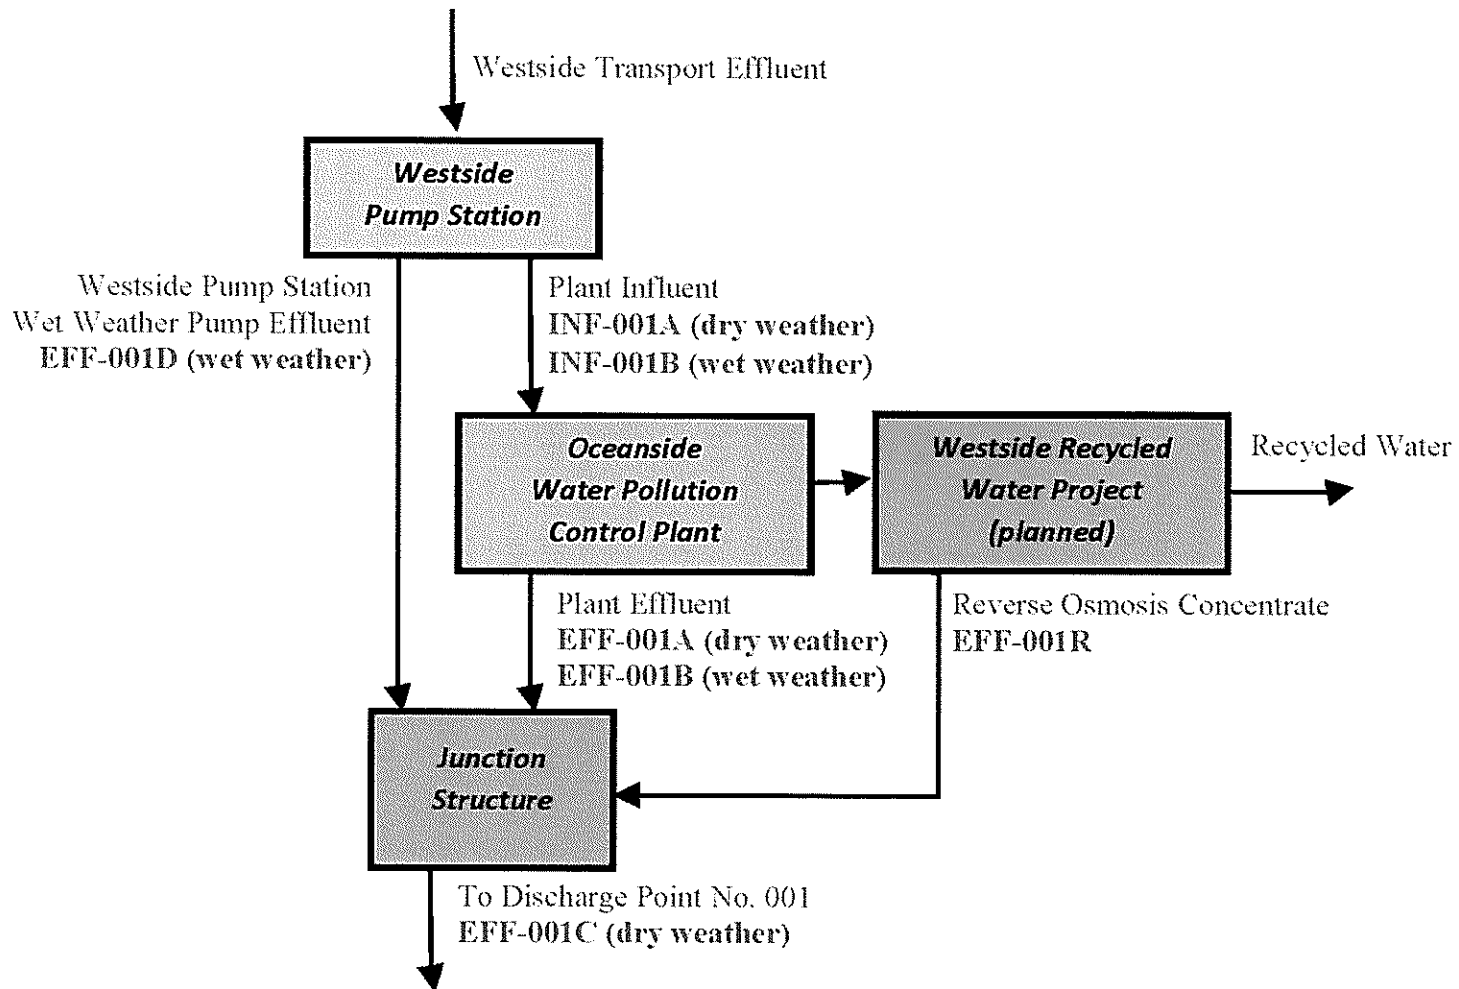 Westside Transport Effluent
Westside
Pump Station
Westside Pump Station
Wet Weather Pump Effluent
EFF-001D (wet weather)
Plant Influent
INF-001A (dry weather)
INF-001B (wet weather)
Oceanside
Water Pollution
Control Plant
Westside Recycled
Water Project
(planned)
Recycled Water
Plant Effluent
EFF-001A (dry weather)
EFF-001B (wet weather)
Reverse Osmosis Concentrate
EFF-001R
Junction
Structure
To Discharge Point No. 001
EFF-001C (dry weather)